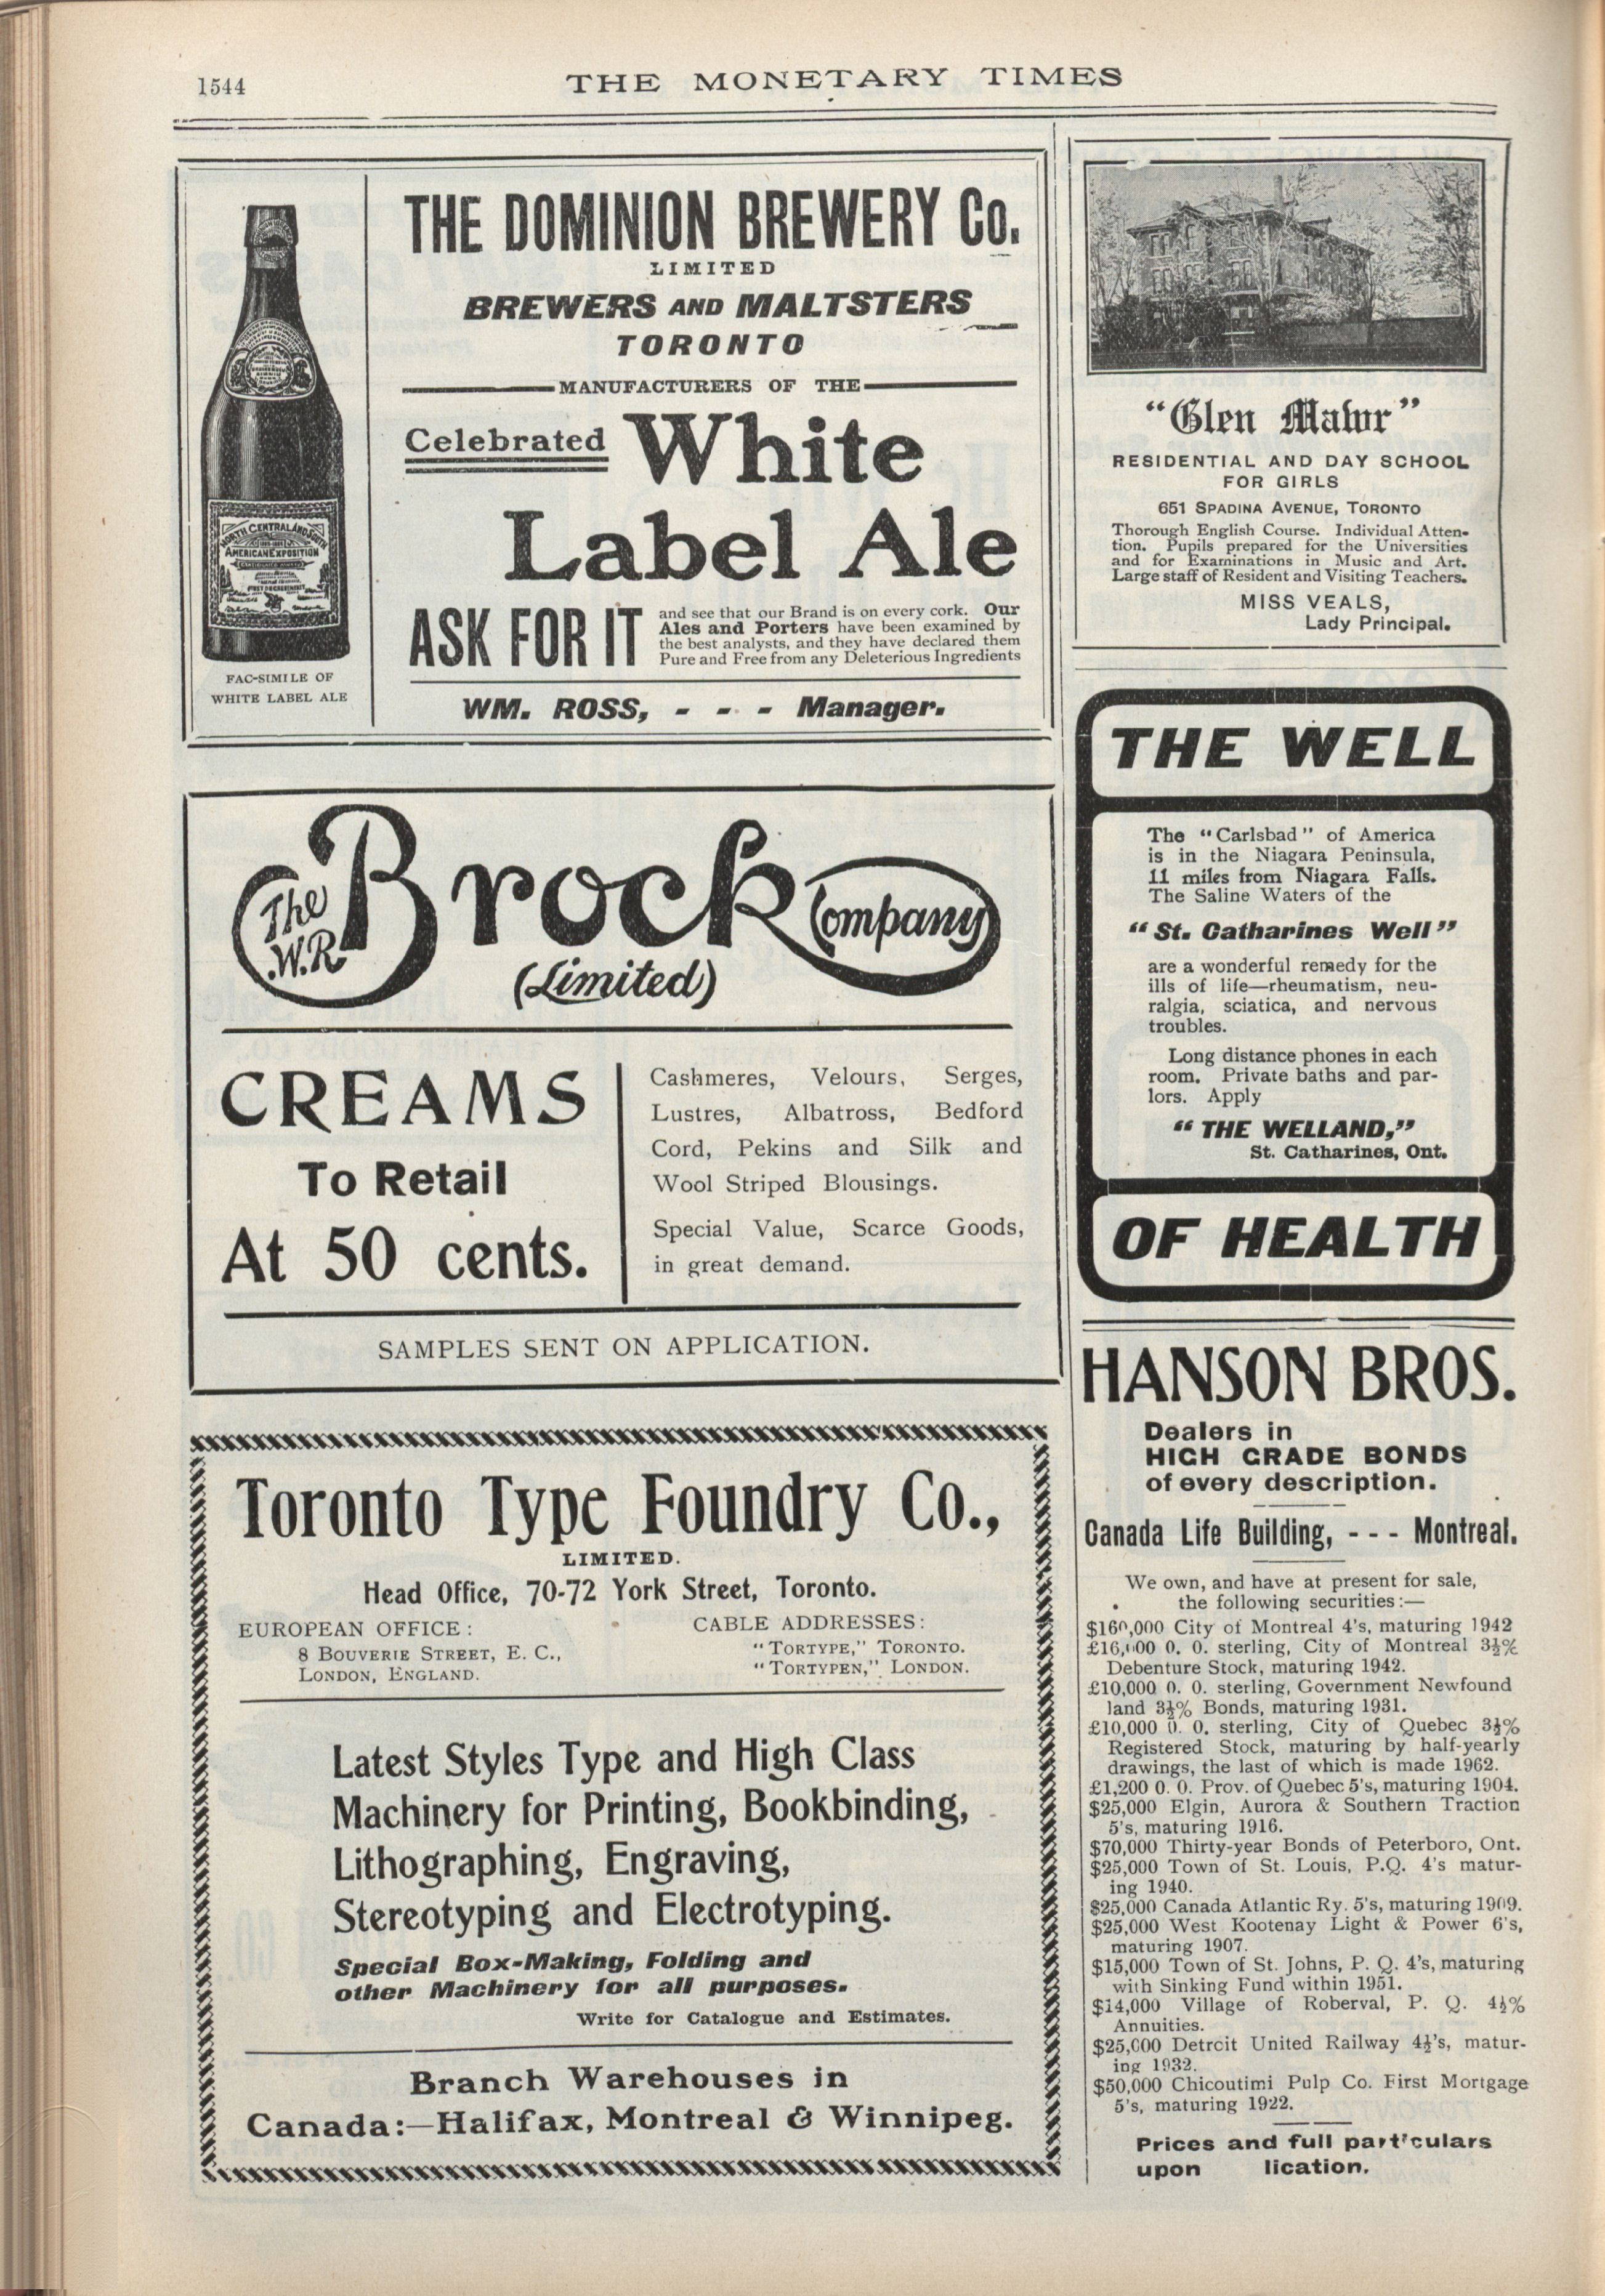 1544
THE MONETARY TIMES
THE DOMINION BREWERY Co.
LIMITED
BREWERS AND MALTSTERS
TORONTO
MANUFACTURERS OF THE
Celebrated White
Label Ale
ASK FOR IT
and see that our Brand is on every cork. Our
Ales and Porters have been examined by
the best analysts, and they have declared them
Pure and Free from any Deleterious Ingredients
WM. ROSS, - - - Manager.
NORTH CENTRAL AND SOUTH
AMERICAN EXPOSITION
FAC-SIMILE OF
WHITE LABEL ALE
The
W.R. Brock Company
(Limited)
CREAMS
To Retail
At 50 cents.
Cashmeres, Velours, Serges,
Lustres, Albatross, Bedford
Cord, Pekins and Silk and
Wool Striped Blousings.
Special Value, Scarce Goods,
in great demand.
SAMPLES SENT ON APPLICATION.
Toronto Type Foundry Co.,
LIMITED.
Head Office, 70-72 York Street, Toronto.
EUROPEAN OFFICE:
8 BOUVERIE STREET, E. C.,
LONDON, ENGLAND.
CABLE ADDRESSES:
"TORTYPE," TORONTO.
"TORTYPEN," LONDON.
Latest Styles Type and High Class
Machinery for Printing, Bookbinding,
Lithographing, Engraving,
Stereotyping and Electrotyping.
Special Box-Making, Folding and
other Machinery for all purposes.
Write for Catalogue and Estimates.
Branch Warehouses in
Canada:—Halifax, Montreal & Winnipeg.
"Glen Mawr"
RESIDENTIAL AND DAY SCHOOL
FOR GIRLS
651 SPADINA AVENUE, TORONTO
Thorough English Course. Individual Atten-
tion. Pupils prepared for the Universities
and for Examinations in Music and Art.
Large staff of Resident and Visiting Teachers.
MISS VEALS,
Lady Principal.
THE WELL
The "Carlsbad" of America
is in the Niagara Peninsula,
11 miles from Niagara Falls.
The Saline Waters of the
"St. Catharines Well"
are a wonderful remedy for the
ills of life—rheumatism, neu-
ralgia, sciatica, and nervous
troubles.
Long distance phones in each
room. Private baths and par-
lors. Apply
"THE WELLAND,"
St. Catharines, Ont.
OF HEALTH
HANSON BROS.
Dealers in
HIGH GRADE BONDS
of every description.
Canada Life Building, - - - Montreal.
We own, and have at present for sale,
the following securities:—
$160,000 City of Montreal 4's, maturing 1942
£16,000 0. 0. sterling, City of Montreal 3½%
Debenture Stock, maturing 1942.
£10,000 0. 0. sterling, Government Newfound
land 3½% Bonds, maturing 1931.
£10,000 0. 0. sterling, City of Quebec 3½%
Registered Stock, maturing by half-yearly
drawings, the last of which is made 1962.
£1,200 0. 0. Prov. of Quebec 5's, maturing 1904.
$25,000 Elgin, Aurora & Southern Traction
5's, maturing 1916.
$70,000 Thirty-year Bonds of Peterboro, Ont.
$25,000 Town of St. Louis, P.Q. 4's matur-
ing 1940.
$25,000 Canada Atlantic Ry. 5's, maturing 1909.
$25,000 West Kootenay Light & Power 6's,
maturing 1907.
$15,000 Town of St. Johns, P. Q. 4's, maturing
with Sinking Fund within 1951.
$14,000 Village of Roberval, P. Q. 4½%
Annuities.
$25,000 Detroit United Railway 4½'s, matur-
ing 1932.
$50,000 Chicoutimi Pulp Co. First Mortgage
5's, maturing 1922.
Prices and full particulars
upon lication.